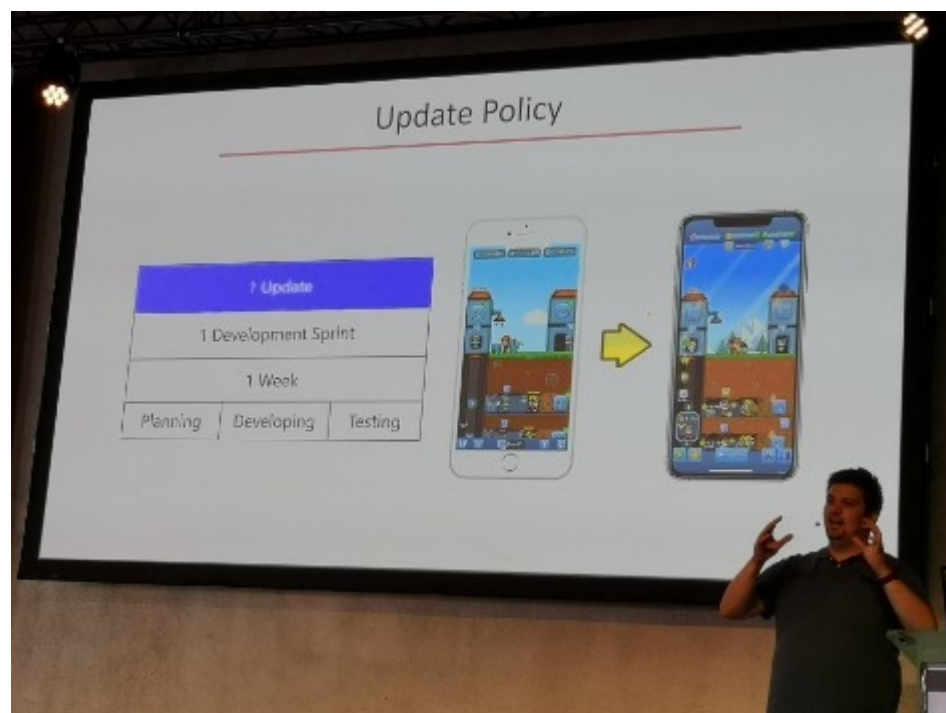 Update Policy
? Update
1 Development Sprint
1 Week
Planning Developing Testing